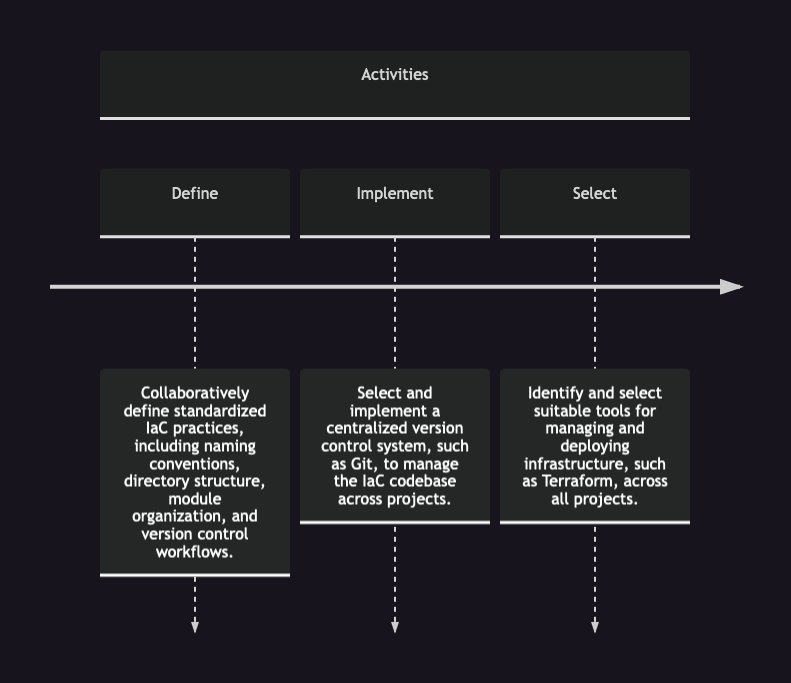 Activities
Define
Implement
Select
Collaboratively
define standardized
IaC practices,
including naming
conventions,
directory structure,
module
organization, and
version control
workflows.
Select and
implement a
centralized version
control system, such
as Git, to manage
the IaC codebase
across projects.
Identify and select
suitable tools for
managing and
deploying
infrastructure, such
as Terraform, across
all projects.